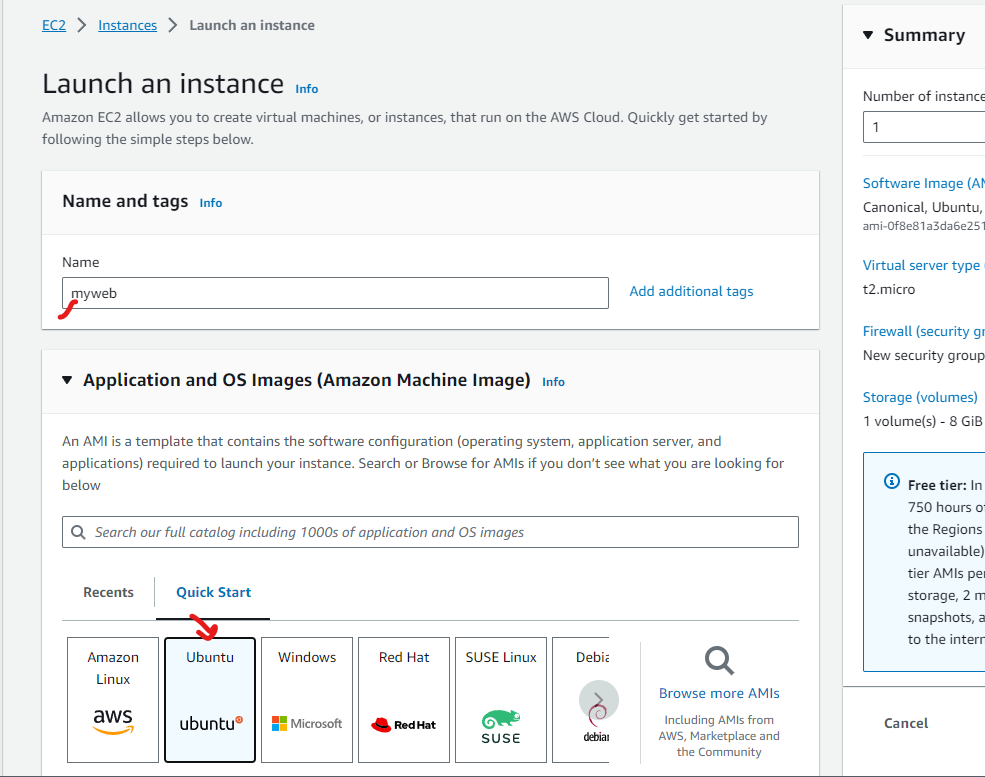 EC2 > Instances > Launch an instance
Launch an instance Info
Amazon EC2 allows you to create virtual machines, or instances, that run on the AWS Cloud. Quickly get started by
following the simple steps below.
Name and tags Info
Name
myweb
Add additional tags
Application and OS Images (Amazon Machine Image) Info
An AMI is a template that contains the software configuration (operating system, application server, and
applications) required to launch your instance. Search or Browse for AMIs if you don't see what you are looking for
below
Search our full catalog including 1000s of application and OS images
Recents
Quick Start
Amazon
Linux
aws
Ubuntu
ubuntu
Windows
Microsoft
Red Hat
Red Hat
SUSE Linux
SUSE
Debia
debian
Browse more AMIs
Including AMIs from
AWS, Marketplace and
the Community
Summary
Number of instance
1
Software Image (AM
Canonical, Ubuntu,
ami-0f8e81a3da6e251
Virtual server type
t2.micro
Firewall (security gr
New security group
Storage (volumes)
1 volume(s) - 8 GiB
Free tier: In
750 hours of
the Regions
unavailable)
tier AMIs per
storage, 2 m
snapshots, a
to the intern
Cancel